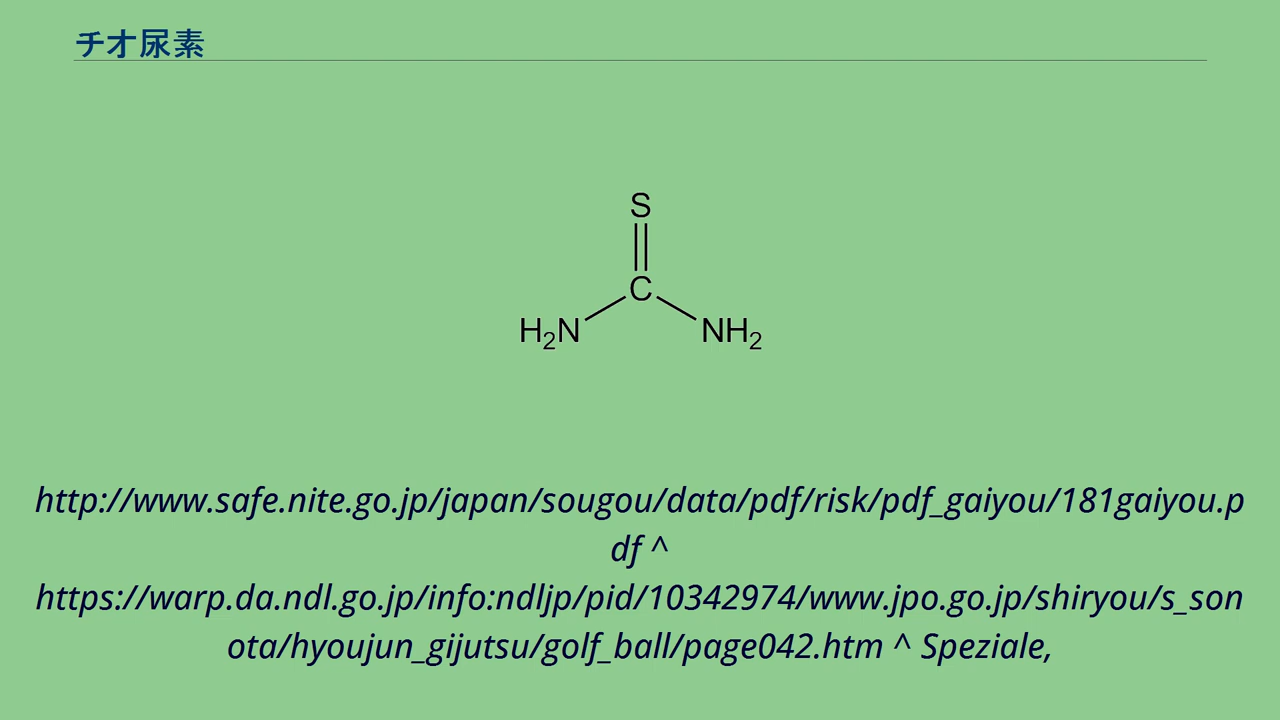 チオ尿素
S
C
H₂N
NH₂
http://www.safe.nite.go.jp/japan/sougou/data/pdf/risk/pdf_gaiyou/181gaiyou.p
df ^
https://warp.da.ndl.go.jp/info:ndljp/pid/10342974/www.jpo.go.jp/shiryou/s_son
ota/hyoujun_gijutsu/golf_ball/page042.htm ^ Speziale,